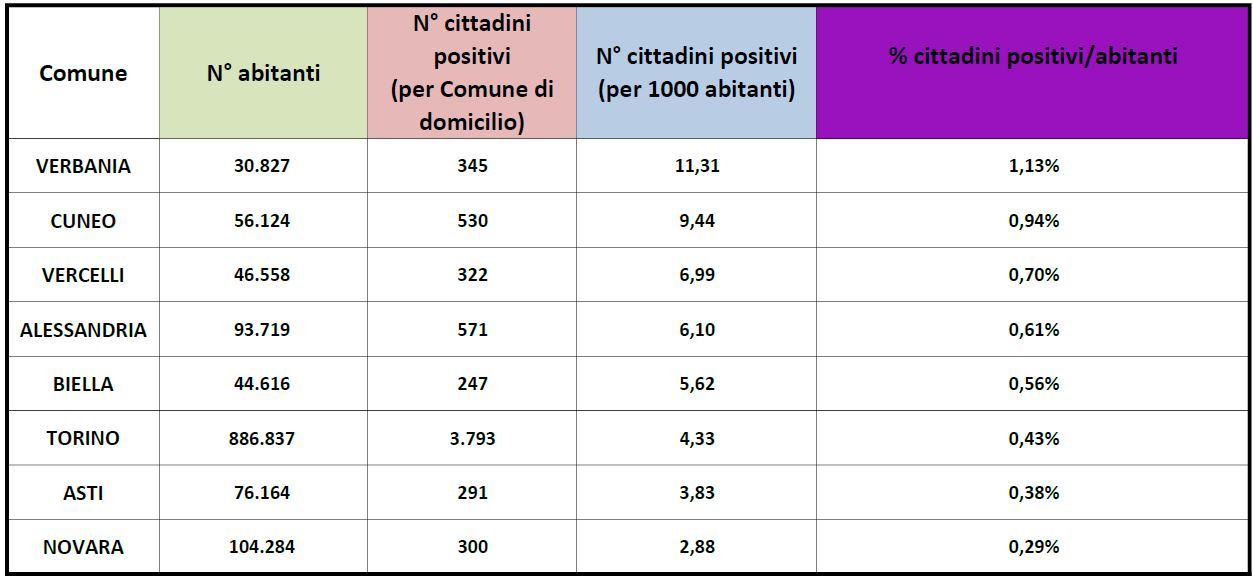 Comune N° abitanti N° cittadini positivi (per Comune di domicilio) N° cittadini positivi (per 1000 abitanti) % cittadini positivi/abitanti
VERBANIA 30.827 345 11,31 1,13%
CUNEO 56.124 530 9,44 0,94%
VERCELLI 46.558 322 6,99 0,70%
ALESSANDRIA 93.719 571 6,10 0,61%
BIELLA 44.616 247 5,62 0,56%
TORINO 886.837 3.793 4,33 0,43%
ASTI 76.164 291 3,83 0,38%
NOVARA 104.284 300 2,88 0,29%